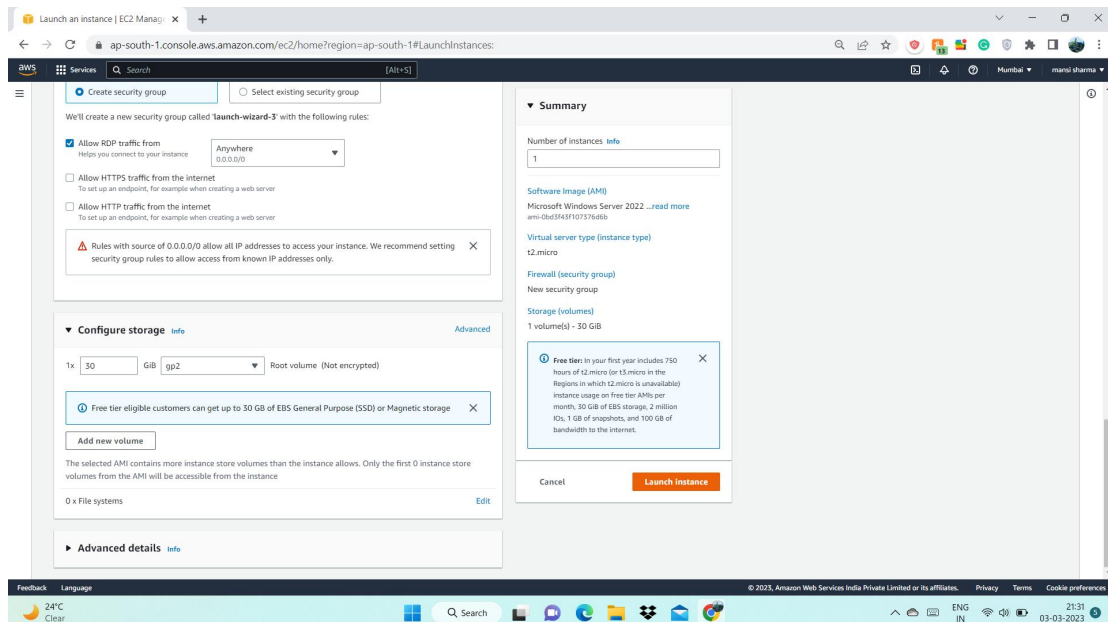 Launch an instance | EC2 Manage
ap-south-1.console.aws.amazon.com/ec2/home?region=ap-south-1#LaunchInstances:
13
aws
Services
Search
[Alt+S]
Mumbai
mansi sharma
Create security group
Select existing security group
We'll create a new security group called 'launch-wizard-3' with the following rules:
Allow RDP traffic from
Helps you connect to your instance
Anywhere
0.0.0.0/0
Allow HTTPS traffic from the internet
To set up an endpoint, for example when creating a web server
Allow HTTP traffic from the internet
To set up an endpoint, for example when creating a web server
Rules with source of 0.0.0.0/0 allow all IP addresses to access your instance. We recommend setting
security group rules to allow access from known IP addresses only.
Configure storage Info
Advanced
1x 30 GiB gp2 Root volume (Not encrypted)
Free tier eligible customers can get up to 30 GB of EBS General Purpose (SSD) or Magnetic storage
Add new volume
The selected AMI contains more instance store volumes than the instance allows. Only the first 0 instance store
volumes from the AMI will be accessible from the instance
0 x File systems
Edit
Advanced details Info
Summary
Number of instances Info
1
Software Image (AMI)
Microsoft Windows Server 2022 ...read more
ami-0bd3f43f107376d6b
Virtual server type (instance type)
t2.micro
Firewall (security group)
New security group
Storage (volumes)
1 volume(s) - 30 GiB
Free tier: In your first year includes 750
hours of t2.micro (or t3.micro in the
Regions in which t2.micro is unavailable)
instance usage on free tier AMIs per
month, 30 GiB of EBS storage, 2 million
IOs, 1 GB of snapshots, and 100 GB of
bandwidth to the internet.
Cancel
Launch instance
Feedback
Language
© 2023, Amazon Web Services India Private Limited or its affiliates.
Privacy
Terms
Cookie preferences
24°C
Clear
Search
ENG
IN
21:31
03-03-2023
5